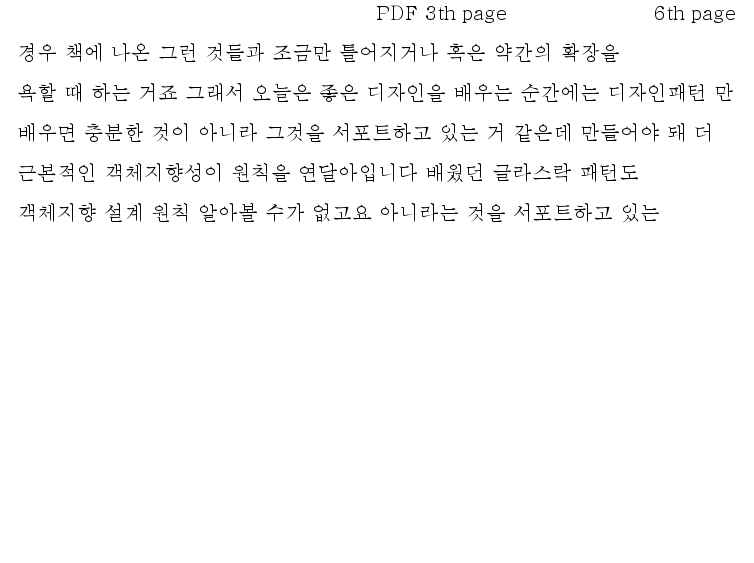 PDF 3th page 6th page
경우 책에 나온 그런 것들과 조금만 틀어지거나 혹은 약간의 확장을
욕할 때 하는 거죠 그래서 오늘은 좋은 디자인을 배우는 순간에는 디자인패턴 만
배우면 충분한 것이 아니라 그것을 서포트하고 있는 거 같은데 만들어야 돼 더
근본적인 객체지향성이 원칙을 연달아입니다 배웠던 글라스락 패턴도
객체지향 설계 원칙 알아볼 수가 없고요 아니라는 것을 서포트하고 있는